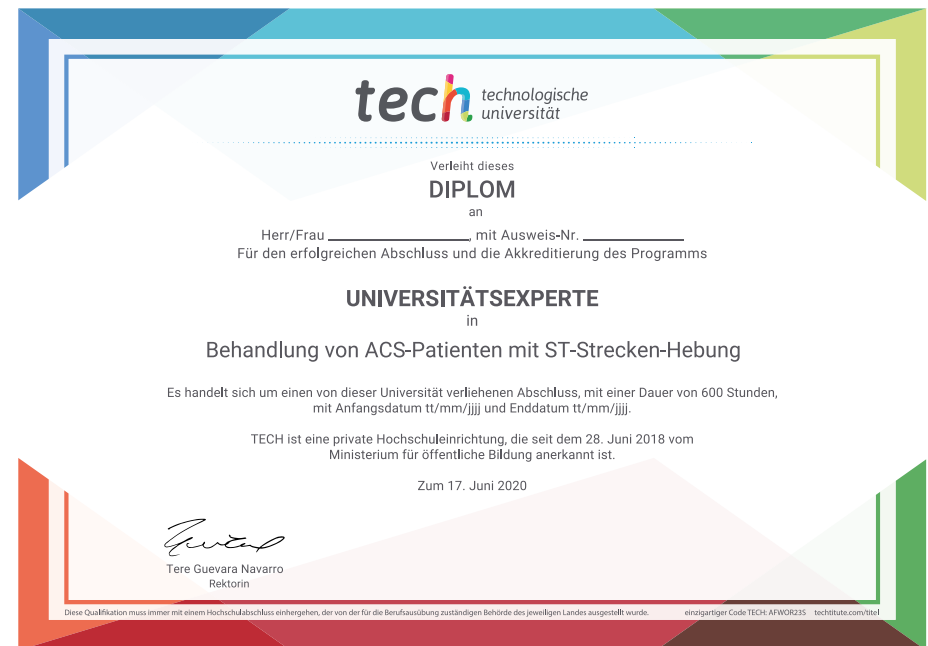 tech technologische
universität
Verleiht dieses
DIPLOM
an
Herr/Frau ____________, mit Ausweis-Nr. ____________
Für den erfolgreichen Abschluss und die Akkreditierung des Programms
UNIVERSITÄTSEXPERTE
in
Behandlung von ACS-Patienten mit ST-Strecken-Hebung
Es handelt sich um einen von dieser Universität verliehenen Abschluss, mit einer Dauer von 600 Stunden,
mit Anfangsdatum tt/mm/jjjj und Enddatum tt/mm/jjjj.
TECH ist eine private Hochschuleinrichtung, die seit dem 28. Juni 2018 vom
Ministerium für öffentliche Bildung anerkannt ist.
Zum 17. Juni 2020
Tere Guevara Navarro
Rektorin
Diese Qualifikation muss immer mit einem Hochschulabschluss einhergehen, der von der für die Berufsausübung zuständigen Behörde des jeweiligen Landes ausgestellt wurde. einzigartiger Code TECH: AFWOR23S techtitute.com/titel